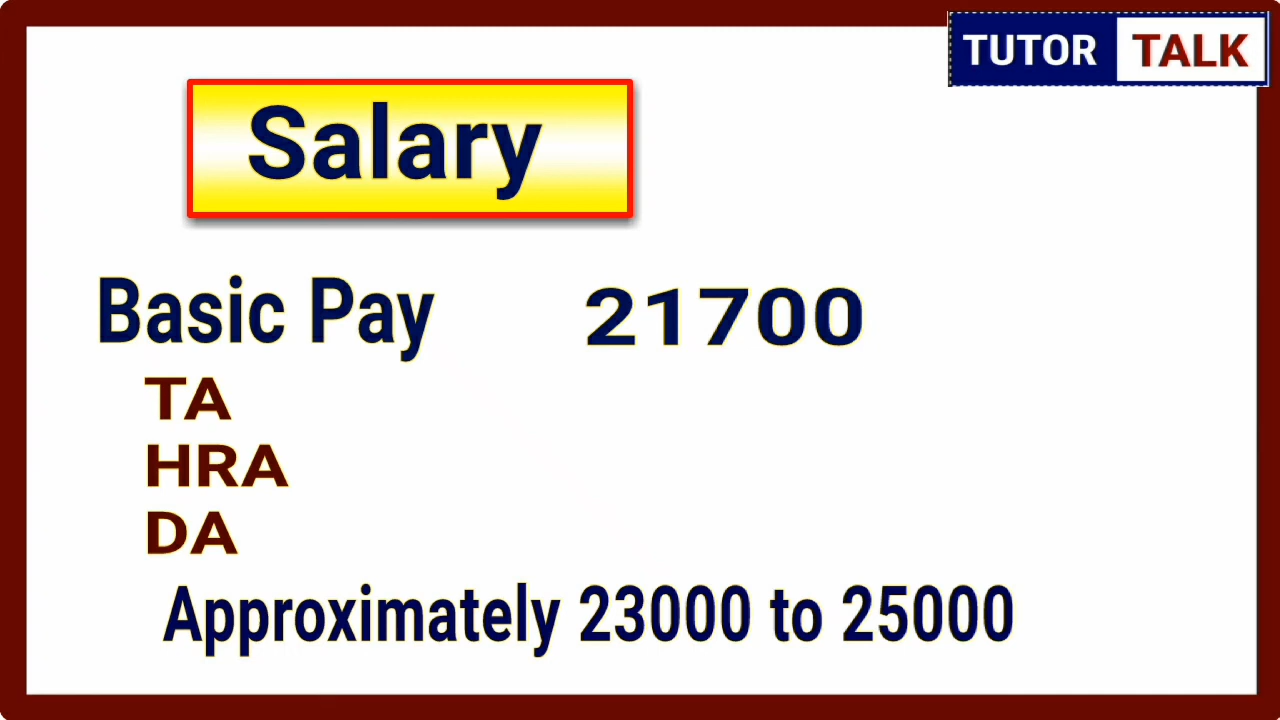 TUTOR TALK
Salary
Basic Pay 21700
TA
HRA
DA
Approximately 23000 to 25000